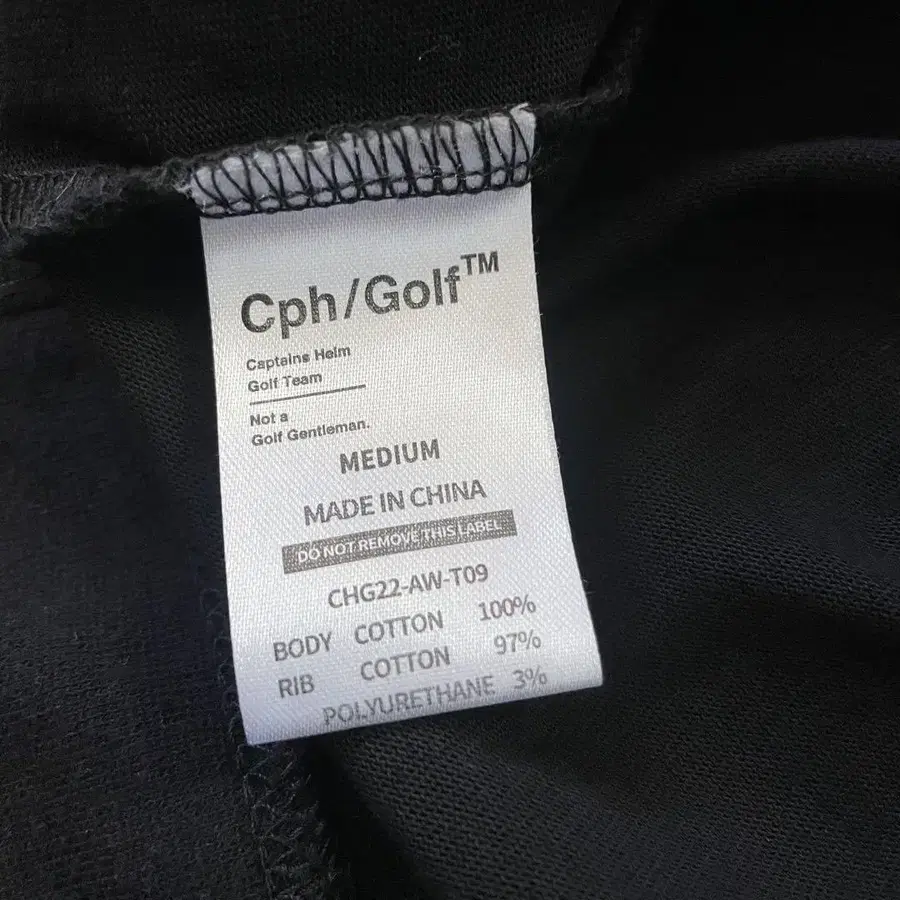 Cph/Golf™
Captains Helm
Golf Team
Not a
Golf Gentleman.
MEDIUM
MADE IN CHINA
DO NOT REMOVE THIS LABEL
CHG22-AW-T09
BODY COTTON 100%
RIB COTTON 97%
POLYURETHANE 3%